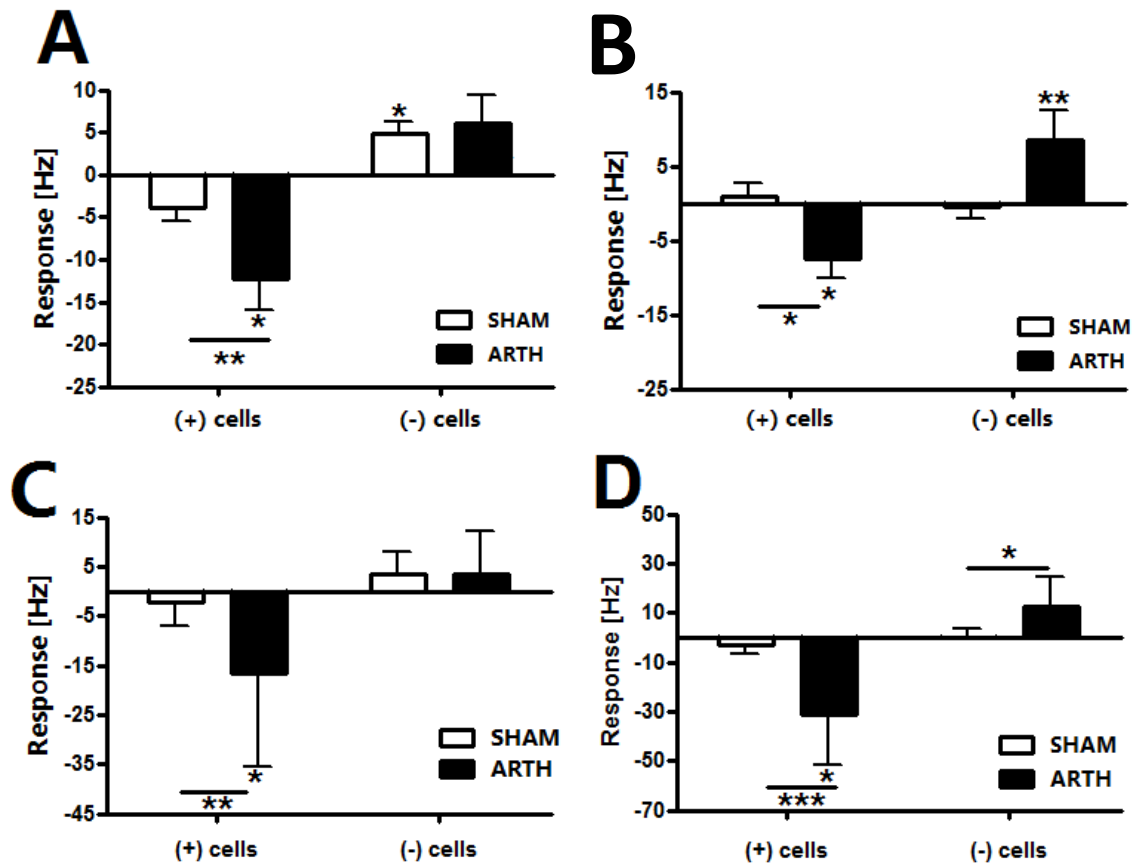 A
Response [Hz]
10
5
0
-5
-10
-15
-20
-25
*
*
**
SHAM
ARTH
(+) cells
(-) cells
B
Response [Hz]
15
5
-5
-15
-25
**
*
*
SHAM
ARTH
(+) cells
(-) cells
C
Response [Hz]
15
5
-5
-15
-25
-35
-45
*
**
SHAM
ARTH
(+) cells
(-) cells
D
Response [Hz]
50
30
10
-10
-30
-50
-70
*
*
***
SHAM
ARTH
(+) cells
(-) cells